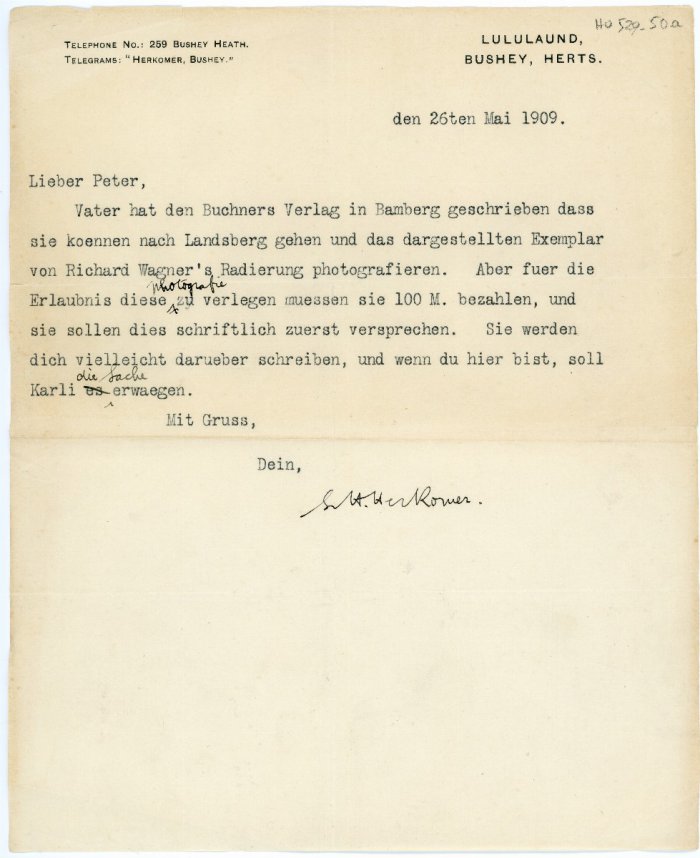 Ho 529-50a
TELEPHONE NO.: 259 BUSHEY HEATH.
TELEGRAMS: "HERKOMER, BUSHEY."
LULULAUND,
BUSHEY, HERTS.
den 26ten Mai 1909.
Lieber Peter,
Vater hat den Buchners Verlag in Bamberg geschrieben dass
sie koennen nach Landsberg gehen und das dargestellten Exemplar
von Richard Wagner's Radierung photografieren. Aber fuer die
photografie
Erlaubnis diese zu verlegen muessen sie 100 M. bezahlen, und
sie sollen dies schriftlich zuerst versprechen. Sie werden
dich vielleicht darueber schreiben, und wenn du hier bist, soll
die Sache
Karli es erwaegen.
Mit Gruss,
Dein,
H. Herkomer.